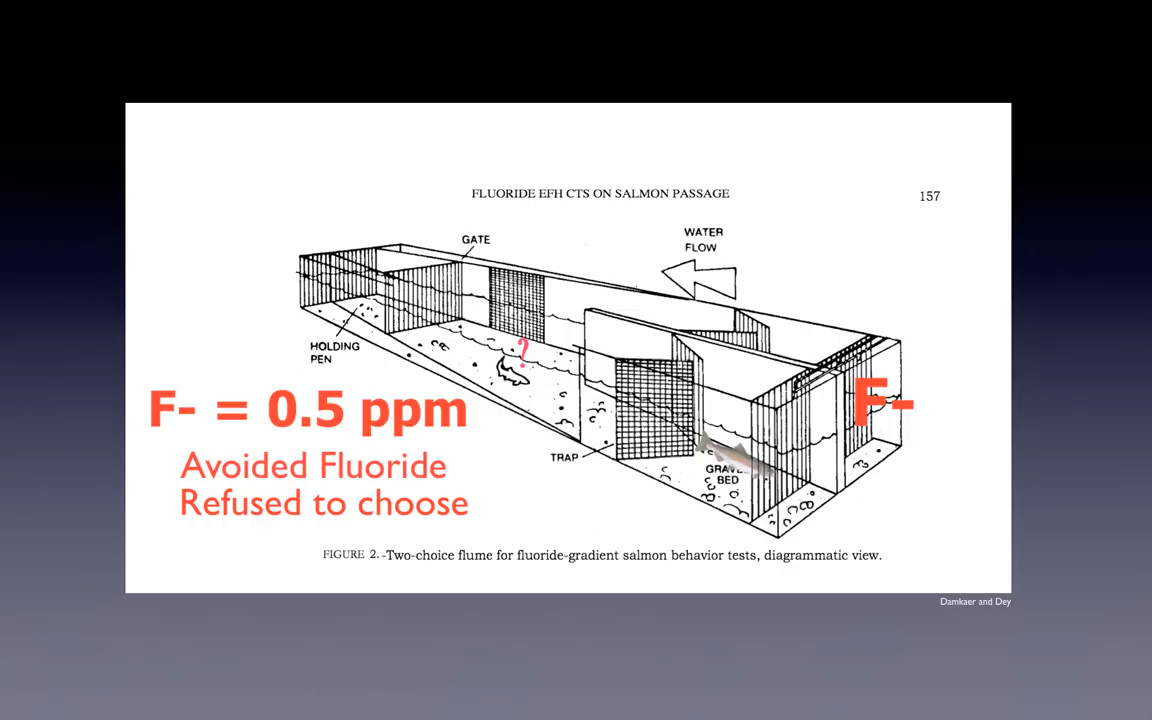 FLUORIDE EFH CTS ON SALMON PASSAGE
157
GATE
WATER
FLOW
HOLDING
PEN
?
F- = 0.5 ppm
F-
Avoided Fluoride
Refused to choose
TRAP
GRAVEL
BED
FIGURE 2.-Two-choice flume for fluoride-gradient salmon behavior tests, diagrammatic view.
Damkaer and Dey